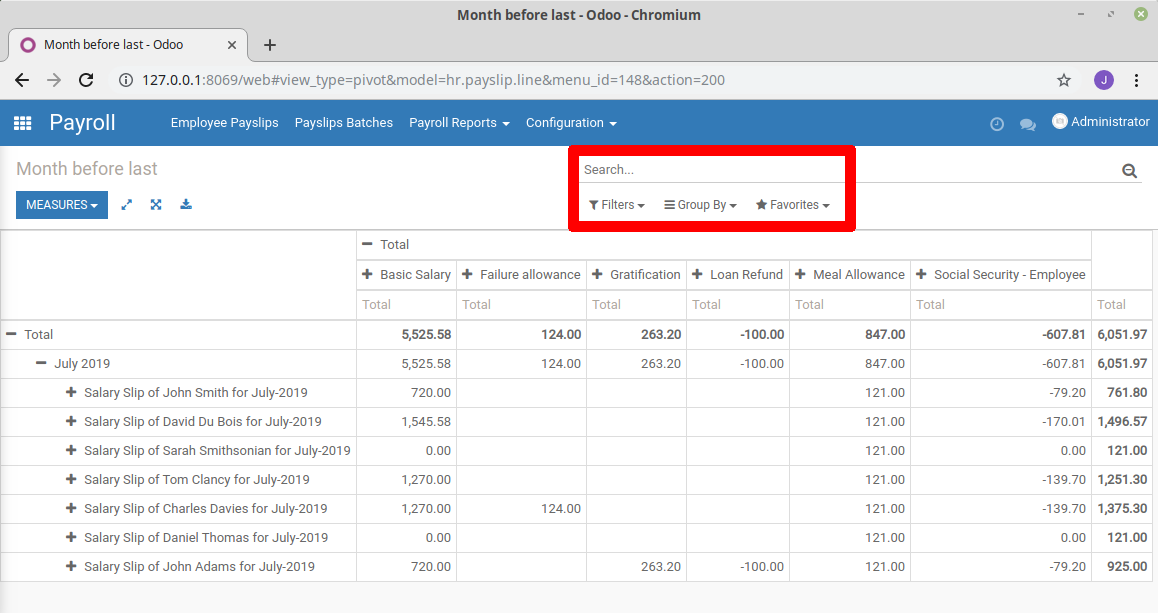 Month before last - Odoo - Chromium
Month before last - Odoo
127.0.0.1:8069/web#view_type=pivot&model=hr.payslip.line&menu_id=148&action=200
J
Payroll Employee Payslips Payslips Batches Payroll Reports Configuration Administrator
Month before last Search...
MEASURES Filters Group By Favorites
Total
Basic Salary Failure allowance Gratification Loan Refund Meal Allowance Social Security - Employee
Total Total Total Total Total Total Total
Total 5,525.58 124.00 263.20 -100.00 847.00 -607.81 6,051.97
July 2019 5,525.58 124.00 263.20 -100.00 847.00 -607.81 6,051.97
Salary Slip of John Smith for July-2019 720.00 121.00 -79.20 761.80
Salary Slip of David Du Bois for July-2019 1,545.58 121.00 -170.01 1,496.57
Salary Slip of Sarah Smithsonian for July-2019 0.00 121.00 0.00 121.00
Salary Slip of Tom Clancy for July-2019 1,270.00 121.00 -139.70 1,251.30
Salary Slip of Charles Davies for July-2019 1,270.00 124.00 121.00 -139.70 1,375.30
Salary Slip of Daniel Thomas for July-2019 0.00 121.00 0.00 121.00
Salary Slip of John Adams for July-2019 720.00 263.20 -100.00 121.00 -79.20 925.00